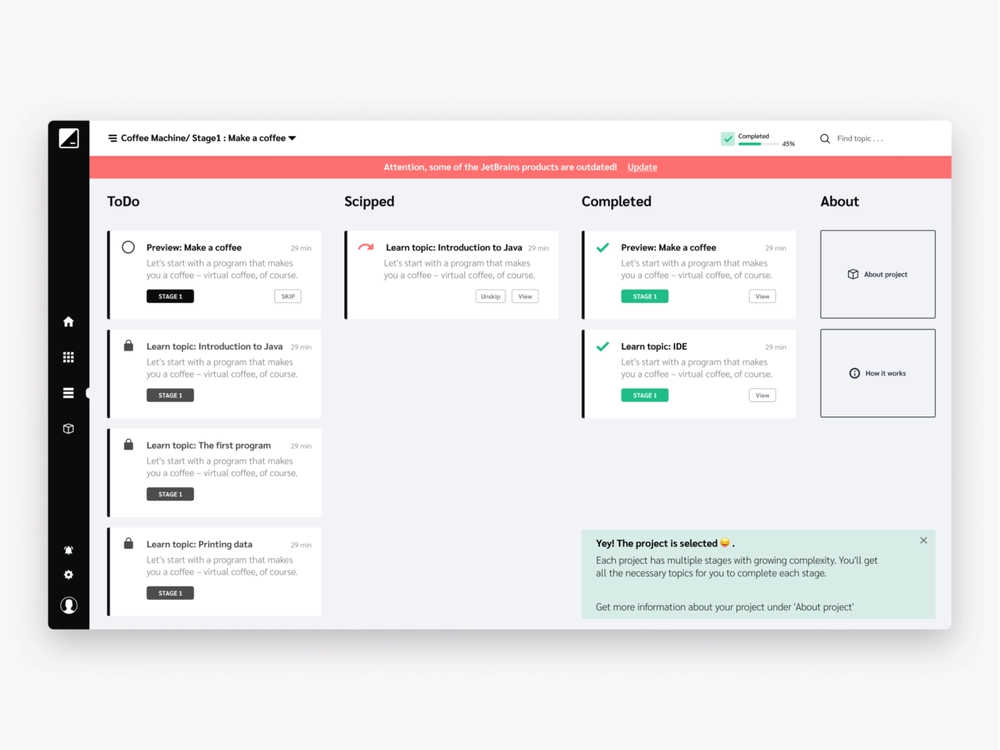 Coffee Machine/ Stage1 : Make a coffee
Completed
45%
Find topic . . .
Attention, some of the JetBrains products are outdated! Update
ToDo
Preview: Make a coffee 29 min
Let's start with a program that makes
you a coffee – virtual coffee, of course.
STAGE 1 SKIP
Learn topic: Introduction to Java 29 min
Let's start with a program that makes
you a coffee – virtual coffee, of course.
STAGE 1
Learn topic: The first program 29 min
Let's start with a program that makes
you a coffee – virtual coffee, of course.
STAGE 1
Learn topic: Printing data 29 min
Let's start with a program that makes
you a coffee – virtual coffee, of course.
STAGE 1
Scipped
Learn topic: Introduction to Java 29 min
Let's start with a program that makes
you a coffee – virtual coffee, of course.
Unskip View
Completed
Preview: Make a coffee 29 min
Let's start with a program that makes
you a coffee – virtual coffee, of course.
STAGE 1 View
Learn topic: IDE 29 min
Let's start with a program that makes
you a coffee – virtual coffee, of course.
STAGE 1 View
About
About project
How it works
Yey! The project is selected 😝 .
Each project has multiple stages with growing complexity. You'll get
all the necessary topics for you to complete each stage.
Get more information about your project under 'About project'